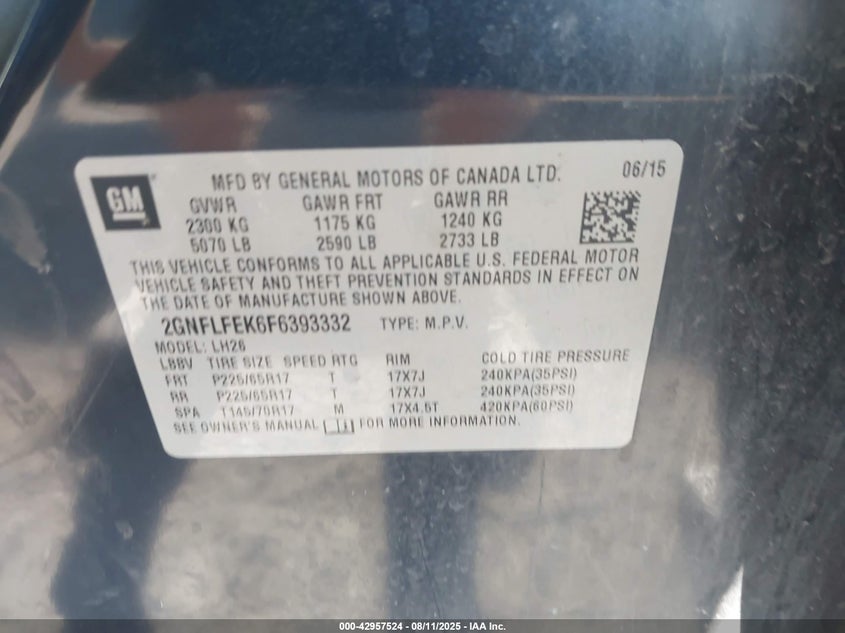 GM
MFD BY GENERAL MOTORS OF CANADA LTD. 06/15
GVWR GAWR FRT GAWR RR
2300 KG 1175 KG 1240 KG
5070 LB 2590 LB 2733 LB
THIS VEHICLE CONFORMS TO ALL APPLICABLE U.S. FEDERAL MOTOR
VEHICLE SAFETY AND THEFT PREVENTION STANDARDS IN EFFECT ON
THE DATE OF MANUFACTURE SHOWN ABOVE.
2GNFLFEK6F6393332 TYPE: M.P.V.
MODEL: LH26
LBBV TIRE SIZE SPEED RTG RIM COLD TIRE PRESSURE
FRT P225/65R17 T 17X7J 240KPA(35PSI)
RR P225/65R17 T 17X7J 240KPA(35PSI)
SPA T145/70R17 M 17X4.5T 420KPA(60PSI)
SEE OWNER'S MANUAL FOR MORE INFORMATION.
000-42957524 - 08/11/2025 - IAA Inc.